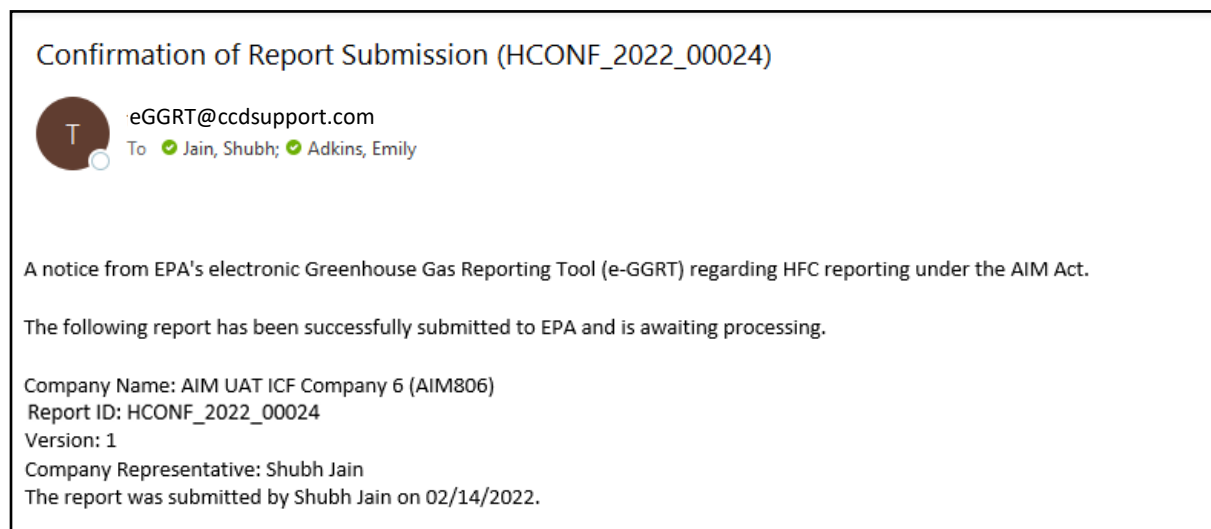 Confirmation of Report Submission (HCONF_2022_00024)
T
eGGRT@ccdsupport.com
To Jain, Shubh; Adkins, Emily
A notice from EPA's electronic Greenhouse Gas Reporting Tool (e-GGRT) regarding HFC reporting under the AIM Act.
The following report has been successfully submitted to EPA and is awaiting processing.
Company Name: AIM UAT ICF Company 6 (AIM806)
Report ID: HCONF_2022_00024
Version: 1
Company Representative: Shubh Jain
The report was submitted by Shubh Jain on 02/14/2022.